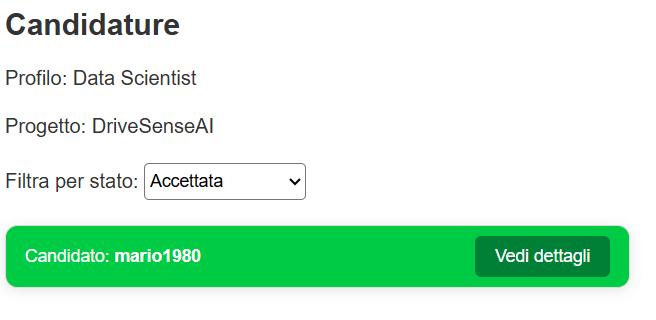 Candidature
Profilo: Data Scientist
Progetto: DriveSenseAI
Filtra per stato: Accettata
Candidato: mario1980 Vedi dettagli